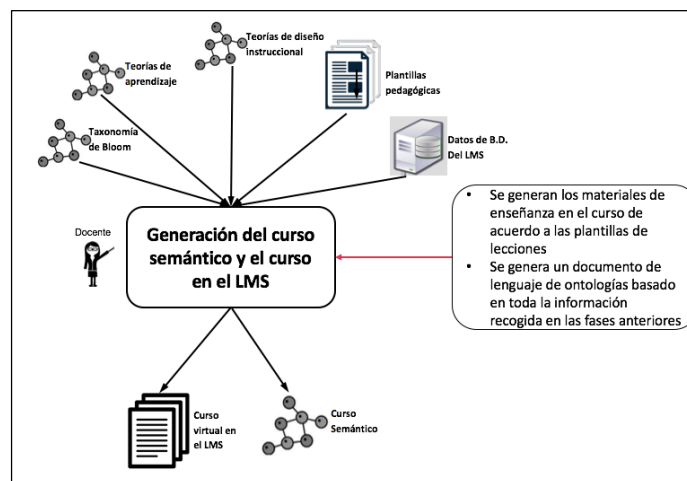 Teorías de diseño
instruccional
Teorías de
aprendizaje
Plantillas
pedagógicas
Taxonomía
de Bloom
Datos de B.D.
Del LMS
Docente
Generación del curso
semántico y el curso
en el LMS
• Se generan los materiales de
enseñanza en el curso de
acuerdo a las plantillas de
lecciones
• Se genera un documento de
lenguaje de ontologías basado
en toda la información
recogida en las fases anteriores
Curso
virtual en
el LMS
Curso
Semántico